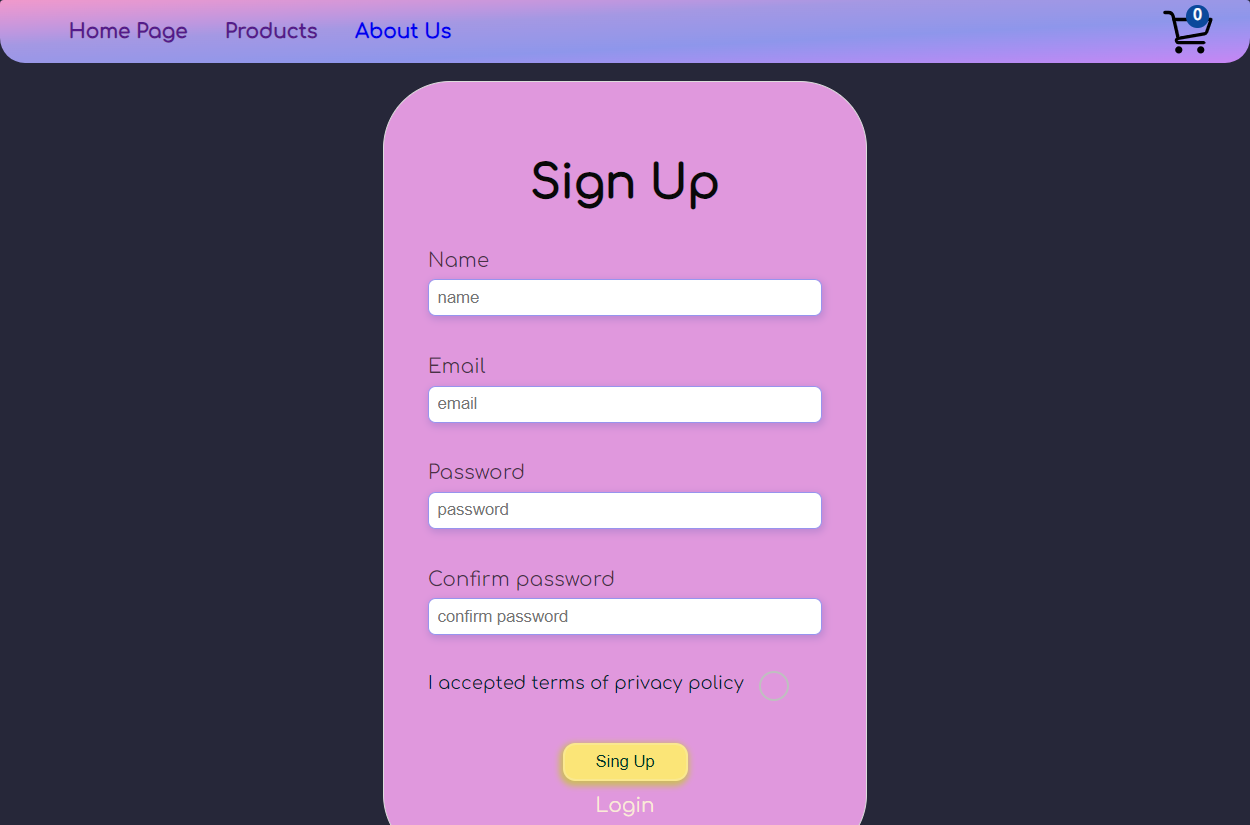 Home Page Products About Us 0
Sign Up
Name
name
Email
email
Password
password
Confirm password
confirm password
I accepted terms of privacy policy
Sing Up
Login